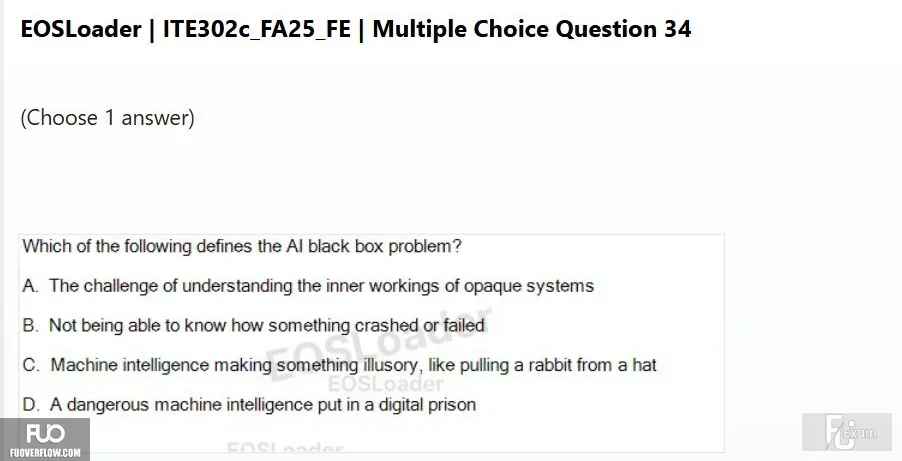 EOSLoader | ITE302c_FA25_FE | Multiple Choice Question 34
(Choose 1 answer)
Which of the following defines the AI black box problem?
A. The challenge of understanding the inner workings of opaque systems
B. Not being able to know how something crashed or failed
EOSLoader
C. Machine intelligence making something illusory, like pulling a rabbit from a hat
EOSLoader
D. A dangerous machine intelligence put in a digital prison
FUO
FUOVERFLOW.COM
EOSLoader
Exam